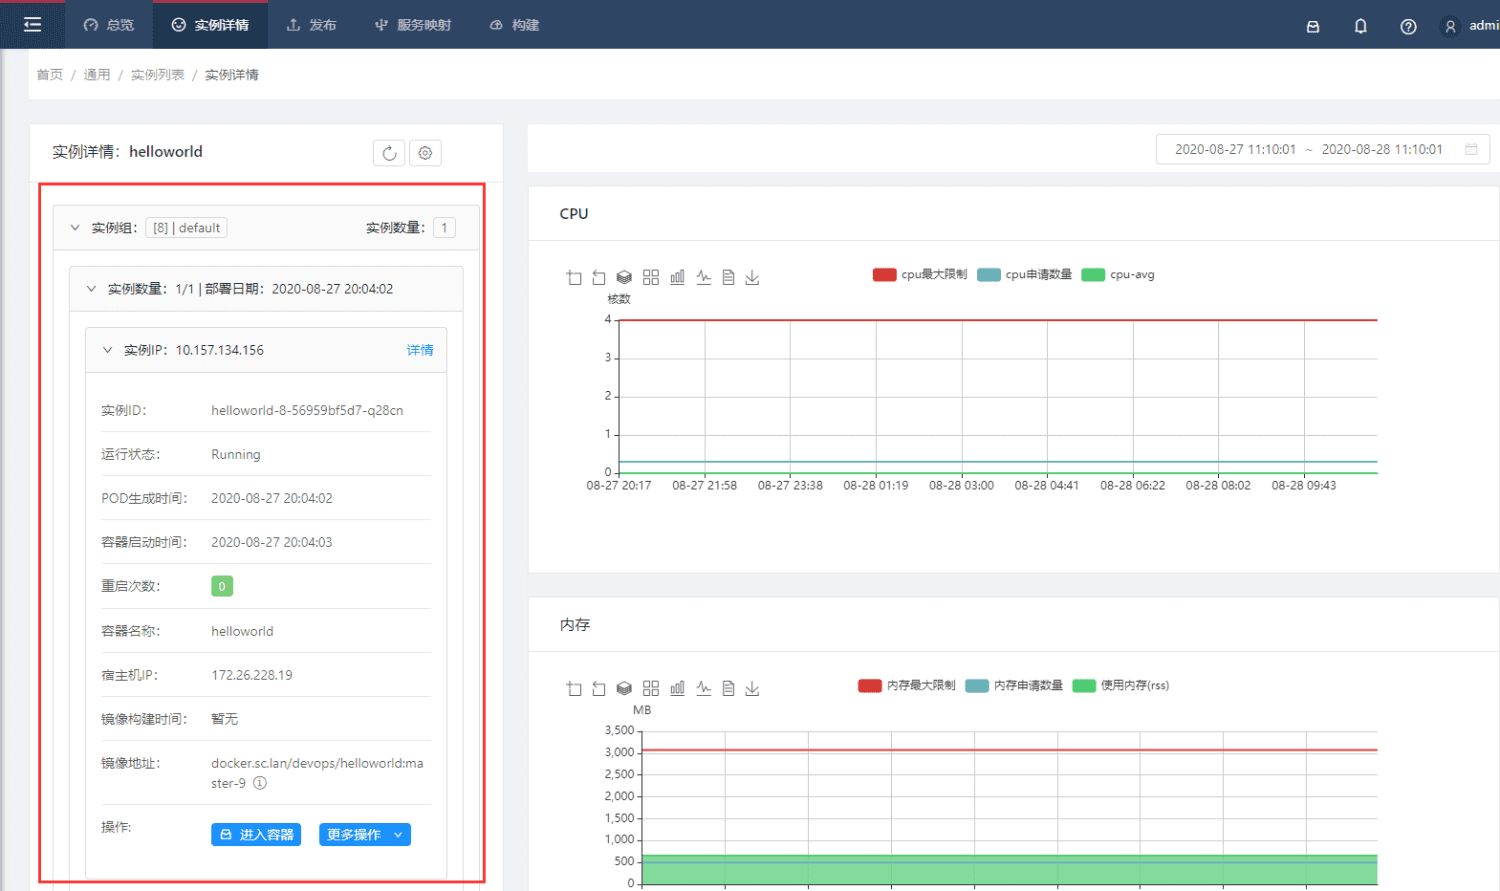 总览 实例详情 发布 服务映射 构建
首页 / 通用 / 实例列表 / 实例详情
实例详情：helloworld
2020-08-27 11:10:01 ~ 2020-08-28 11:10:01
实例组： [8] | default 实例数量： 1
实例数量：1/1 | 部署日期：2020-08-27 20:04:02
实例IP：10.157.134.156 详情
实例ID： helloworld-8-56959bf5d7-q28cn
运行状态： Running
POD生成时间： 2020-08-27 20:04:02
容器启动时间： 2020-08-27 20:04:03
重启次数： 0
容器名称： helloworld
宿主机IP： 172.26.228.19
镜像构建时间： 暂无
镜像地址： docker.sc.lan/devops/helloworld:ma
ster-9
操作: 进入容器 更多操作
CPU
cpu最大限制 cpu申请数量 cpu-avg
核数
4
3
2
1
0
08-27 20:17 08-27 21:58 08-27 23:38 08-28 01:19 08-28 03:00 08-28 04:41 08-28 06:22 08-28 08:02 08-28 09:43
内存
内存最大限制 内存申请数量 使用内存(rss)
MB
3,500
3,000
2,500
2,000
1,500
1,000
500
0